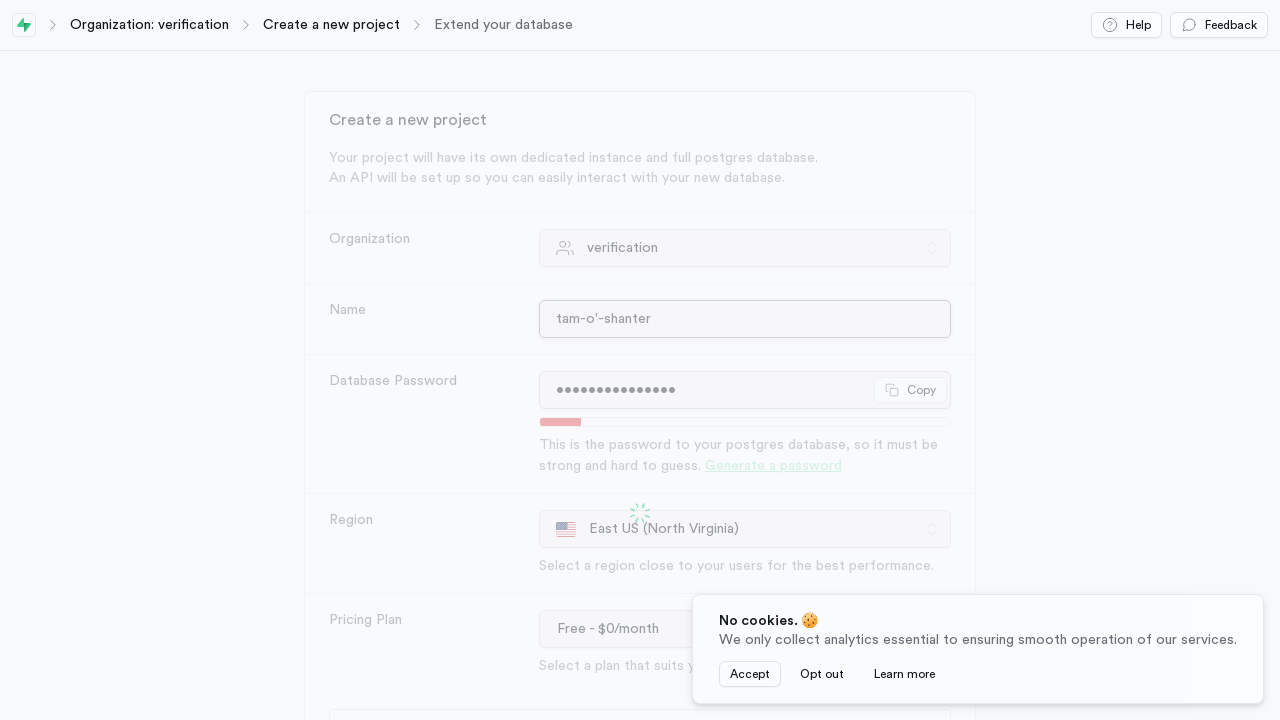 Organization: verification
Create a new project
Extend your database
Help
Feedback
Create a new project
Your project will have its own dedicated instance and full postgres database.
An API will be set up so you can easily interact with your new database.
Organization
verification
Name
tam-o'-shanter
Database Password
•••••••••••••••
Copy
This is the password to your postgres database, so it must be
strong and hard to guess. Generate a password
Region
East US (North Virginia)
Select a region close to your users for the best performance.
Pricing Plan
Free - $0/month
Select a plan that suits
No cookies. 🍪
We only collect analytics essential to ensuring smooth operation of our services.
Accept
Opt out
Learn more